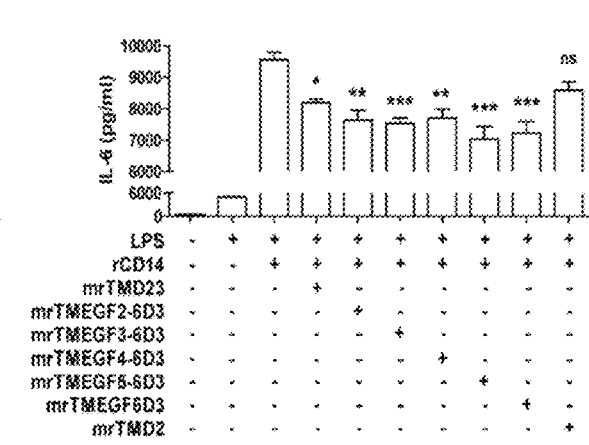 10000
9000
8000
7000
6000
6000
0
IL-6 (pg/ml)
* ** *** ** *** *** ns
LPS - + + + + + + + + +
rCD14 - - + + + + + + + +
mrTMD23 - - - + - - - - - -
mrTMEGF2-6D3 - - - - + - - - - -
mrTMEGF3-6D3 - - - - - + - - - -
mrTMEGF4-6D3 - - - - - - + - - -
mrTMEGF5-6D3 - - - - - - - + - -
mrTMEGF6D3 - - - - - - - - + -
mrTMD2 - - - - - - - - - +